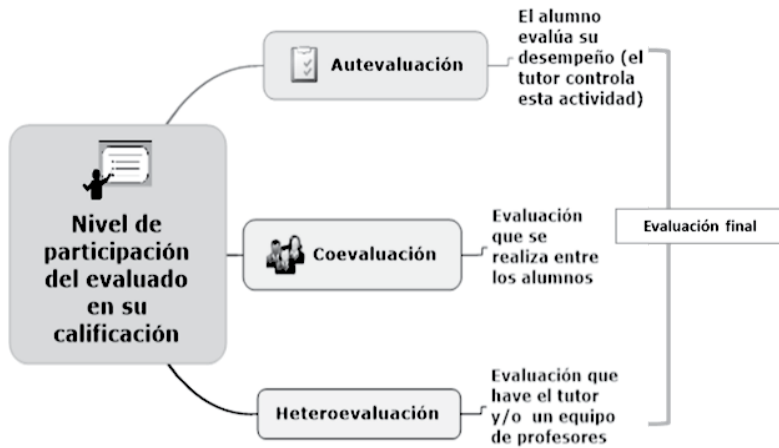 Nivel de
participación
del evaluado
en su
calificación
Autevaluación
El alumno
evalúa su
desempeño (el
tutor controla
esta actividad)
Coevaluación
Evaluación
que se
realiza entre
los alumnos
Heteroevaluación
Evaluación que
have el tutor
y/o un equipo
de profesores
Evaluación final